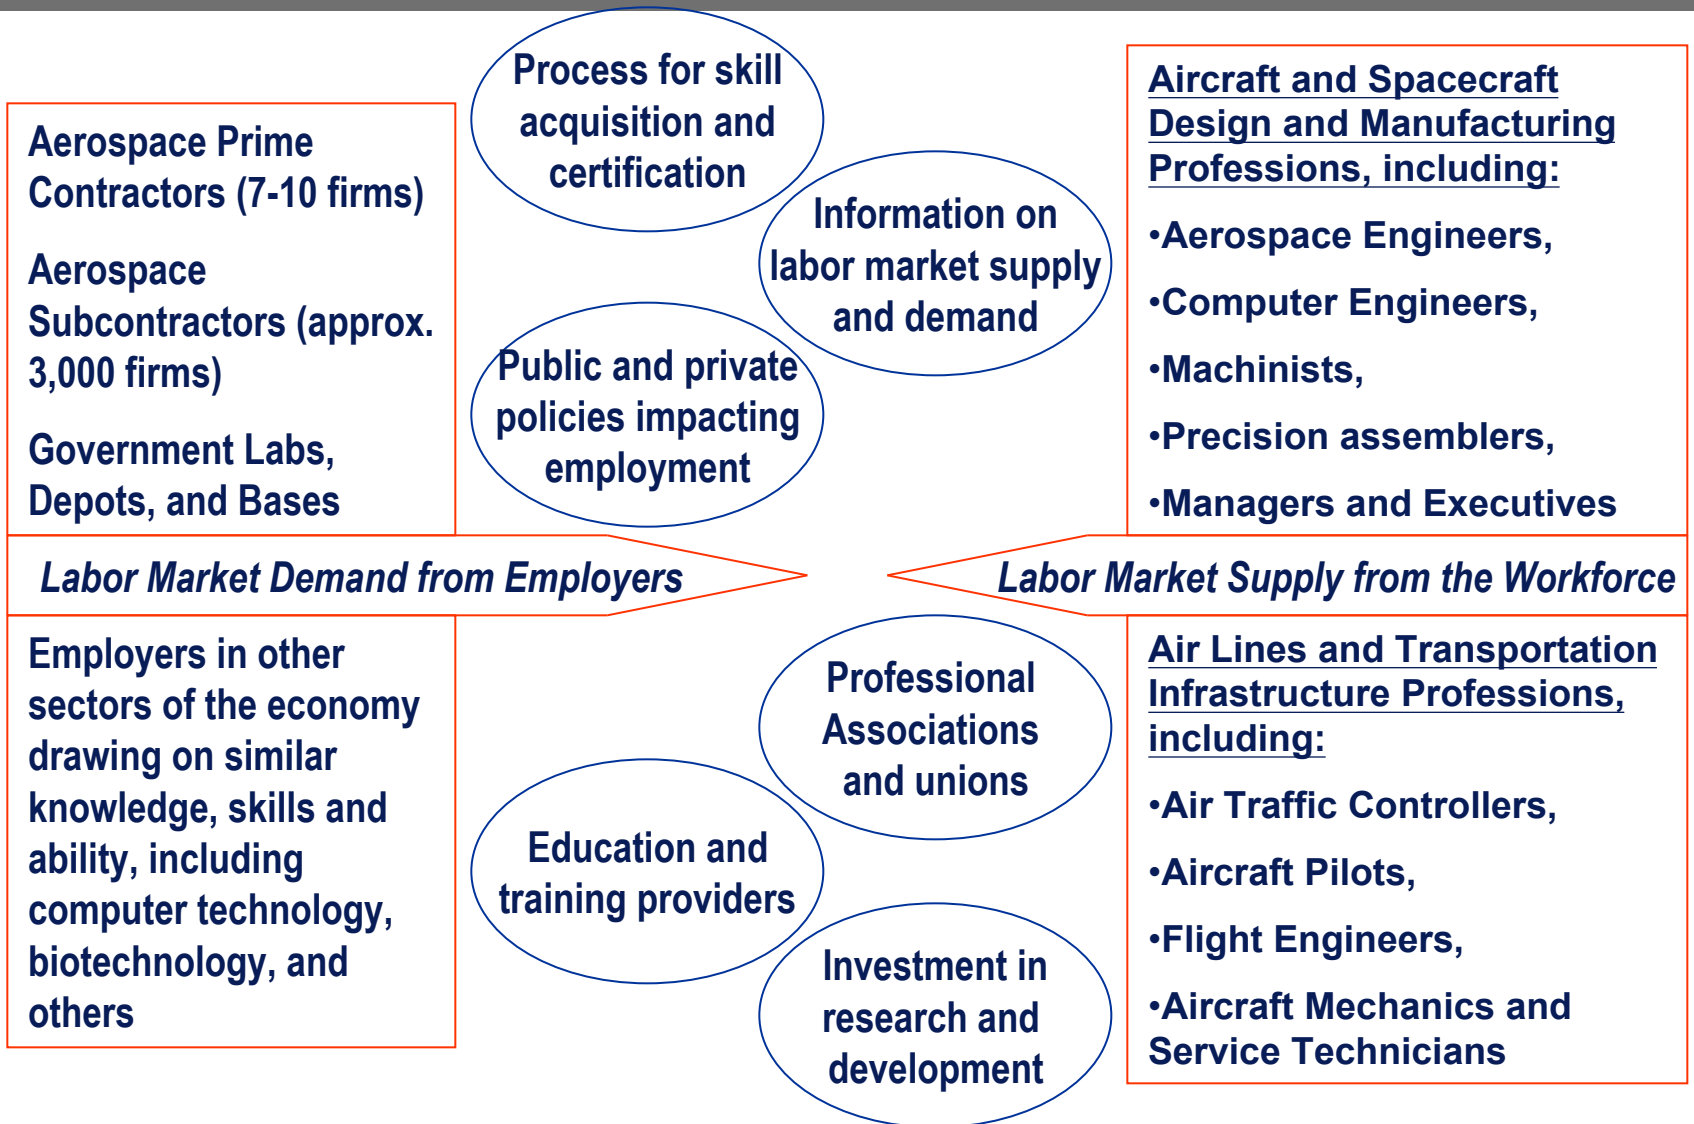 Process for skill
acquisition and
certification
Aerospace Prime
Contractors (7-10 firms)
Aerospace
Subcontractors (approx.
3,000 firms)
Government Labs,
Depots, and Bases
Information on
labor market supply
and demand
Public and private
policies impacting
employment
Aircraft and Spacecraft
Design and Manufacturing
Professions, including:
•Aerospace Engineers,
•Computer Engineers,
•Machinists,
•Precision assemblers,
•Managers and Executives
Labor Market Demand from Employers
Labor Market Supply from the Workforce
Employers in other
sectors of the economy
drawing on similar
knowledge, skills and
ability, including
computer technology,
biotechnology, and
others
Professional
Associations
and unions
Education and
training providers
Investment in
research and
development
Air Lines and Transportation
Infrastructure Professions,
including:
•Air Traffic Controllers,
•Aircraft Pilots,
•Flight Engineers,
•Aircraft Mechanics and
Service Technicians